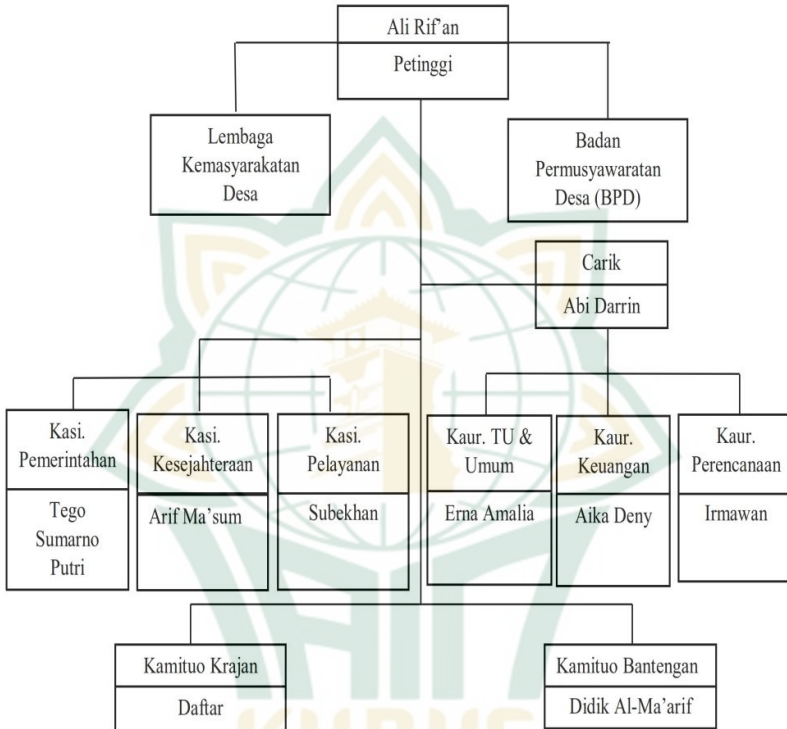 Ali Rif’an
Petinggi
Lembaga
Kemasyarakatan
Desa
Badan
Permusyawaratan
Desa (BPD)
Carik
Abi Darrin
Kasi.
Pemerintahan
Tego
Sumarno
Putri
Kasi.
Kesejahteraan
Arif Ma’sum
Kasi.
Pelayanan
Subekhan
Kaur. TU &
Umum
Erna Amalia
Kaur.
Keuangan
Aika Deny
Kaur.
Perencanaan
Irmawan
Kamituo Krajan
Daftar
Kamituo Bantengan
Didik Al-Ma’arif
KUDUS